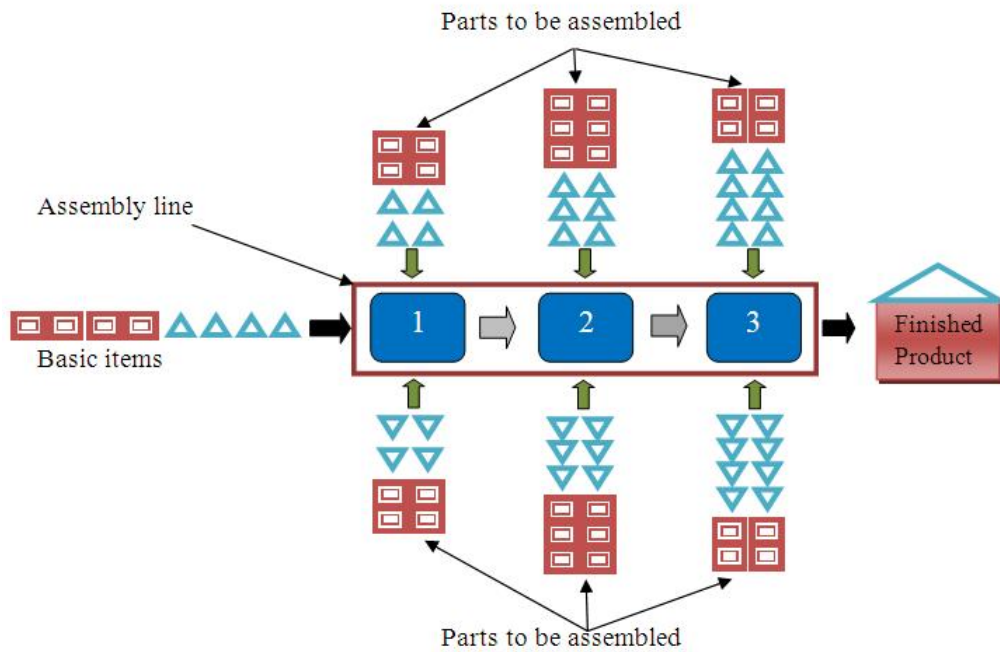 Parts to be assembled
Assembly line
1
2
3
Basic items
Finished
Product
Parts to be assembled